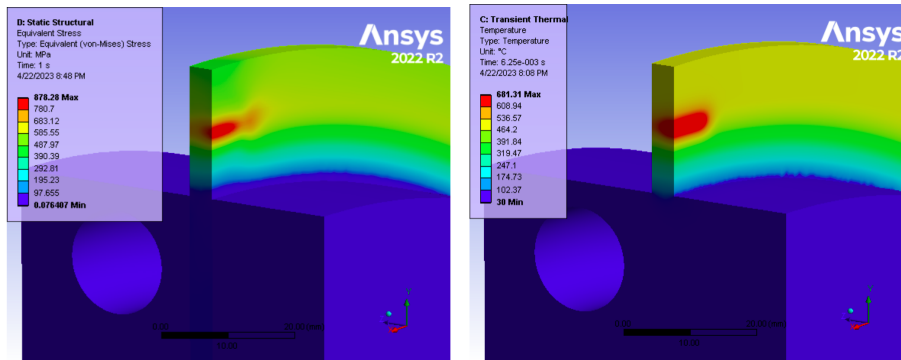 D: Static Structural
Equivalent Stress
Type: Equivalent (von-Mises) Stress
Unit: MPa
Time: 1 s
4/22/2023 8:48 PM
878.28 Max
780.7
683.12
585.55
487.97
390.39
292.81
195.23
97.655
0.076407 Min
Ansys
2022 R2
0.00
20.00 (mm)
10.00
Y
C: Transient Thermal
Temperature
Type: Temperature
Unit: °C
Time: 6.25e-003 s
4/22/2023 8:08 PM
681.31 Max
608.94
536.57
464.2
391.84
319.47
247.1
174.73
102.37
30 Min
Ansys
2022 R2
0.00
20.00 (mm)
10.00